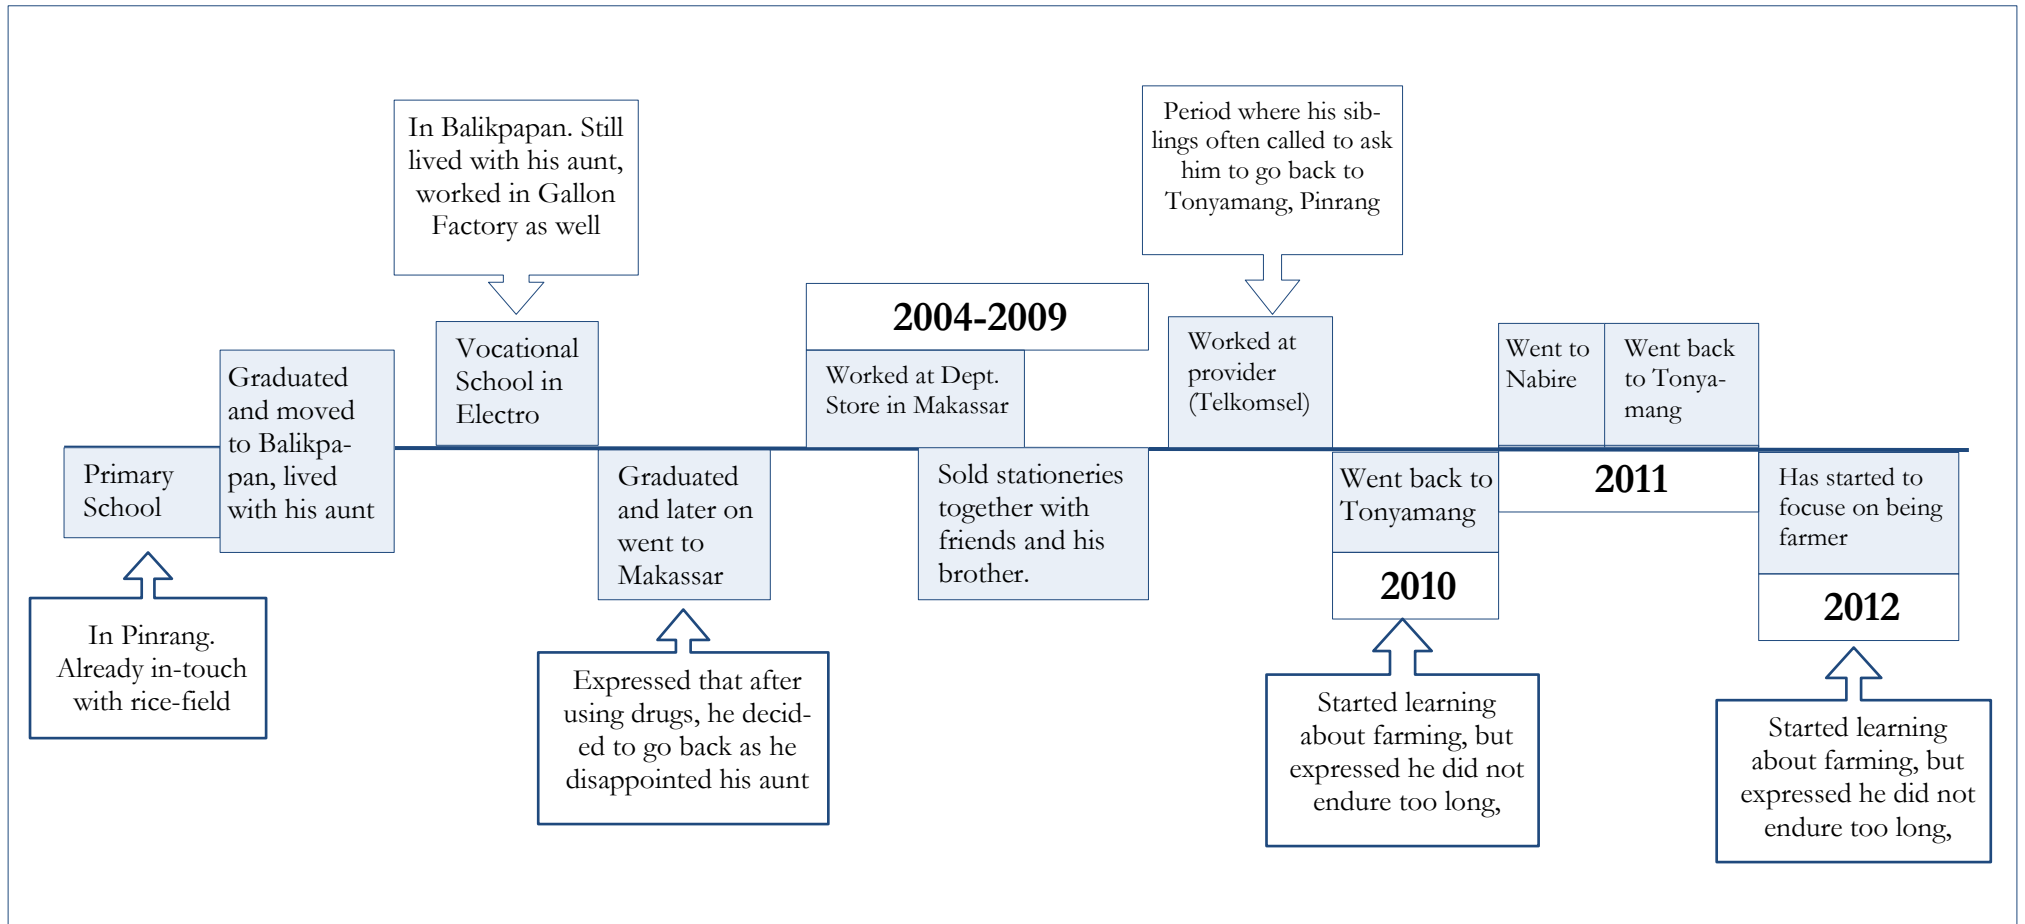 In Balikpapan. Still
lived with his aunt,
worked in Gallon
Factory as well
Period where his sib-
lings often called to ask
him to go back to
Tonyamang, Pinrang
2004-2009
Primary
School
Graduated
and moved
to Balikpa-
pan, lived
with his aunt
Vocational
School in
Electro
Graduated
and later on
went to
Makassar
Worked at Dept.
Store in Makassar
Sold stationeries
together with
friends and his
brother.
Worked at
provider
(Telkomsel)
Went back to
Tonyamang
2010
Went to
Nabire
Went back
to Tonya-
mang
2011
Has started to
focuse on being
farmer
2012
In Pinrang.
Already in-touch
with rice-field
Expressed that after
using drugs, he decid-
ed to go back as he
disappointed his aunt
Started learning
about farming, but
expressed he did not
endure too long,
Started learning
about farming, but
expressed he did not
endure too long,